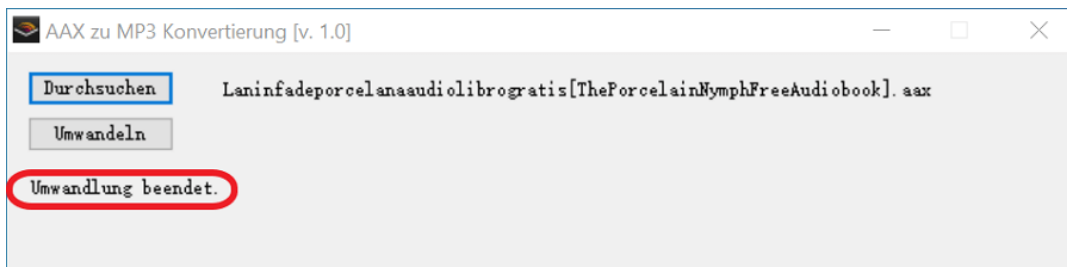 AAX zu MP3 Konvertierung [v. 1.0]
Durchsuchen Laninfadeporcelanaaudiolibrogratis[ThePorcelainNymphFreeAudiobook].aax
Umwandeln
Umwandlung beendet.